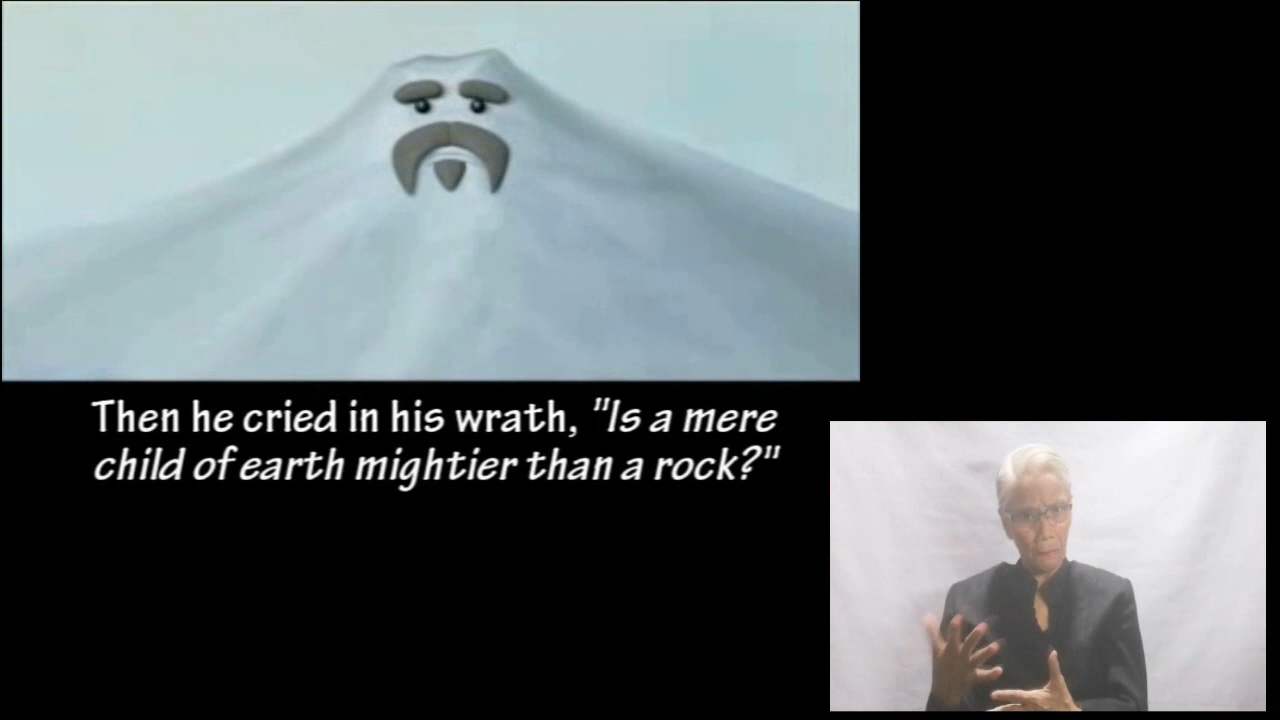 Then he cried in his wrath, "Is a mere
child of earth mightier than a rock?"